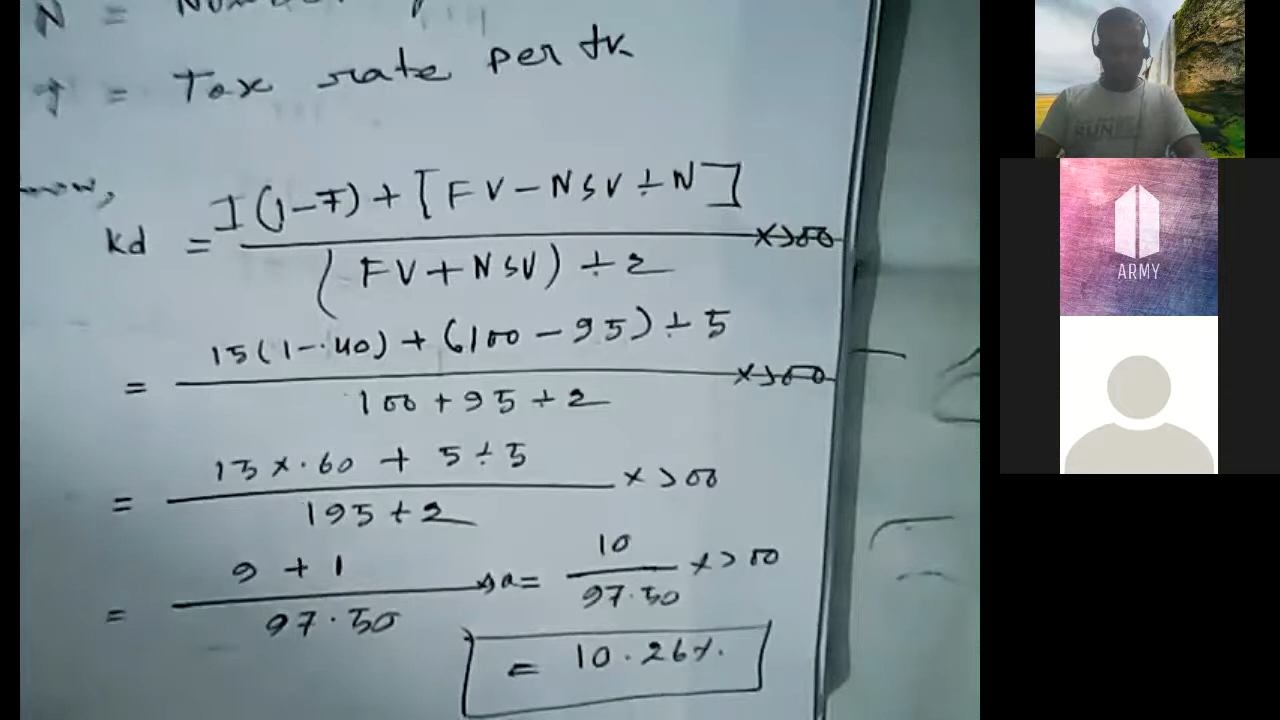 N =
T = Tax rate per tk
now,
Kd = I(1-T) + [FV-NSV÷N] / (FV+NSV) ÷ 2 ×100
= 15(1-.40) + (100-95) ÷ 5 / 100+95÷2 ×100
= 15×.60 + 5÷5 / 195÷2 ×100
= 9+1 / 97.50 = 10 / 97.50 ×100
= 10.26%.
RUN
ARMY